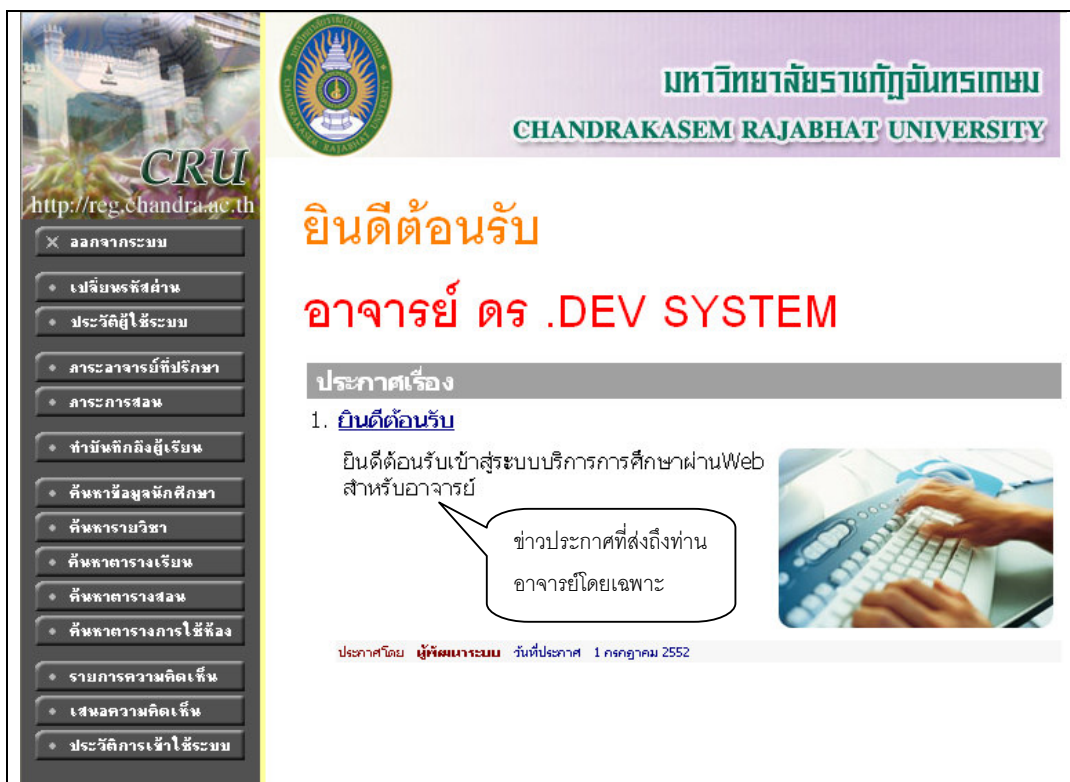 มหาวิทยาลัยราชภัฏจันทรเกษม
CHANDRAKASEM RAJABHAT UNIVERSITY
CRU
http://reg.chandra.ac.th
ออกจากระบบ
เปลี่ยนรหัสผ่าน
ประวัติผู้ใช้ระบบ
ภาระอาจารย์ที่ปรึกษา
ภาระการสอน
ทำบันทึกถึงผู้เรียน
ค้นหาข้อมูลนักศึกษา
ค้นหารายวิชา
ค้นหาตารางเรียน
ค้นหาตารางสอน
ค้นหาตารางการใช้ห้อง
รายการความคิดเห็น
เสนอความคิดเห็น
ประวัติการเข้าใช้ระบบ
ยินดีต้อนรับ
อาจารย์ ดร .DEV SYSTEM
ประกาศเรื่อง
1. ยินดีต้อนรับ
ยินดีต้อนรับเข้าสู่ระบบบริการการศึกษาผ่านWeb
สำหรับอาจารย์
ข่าวประกาศที่ส่งถึงท่าน
อาจารย์โดยเฉพาะ
ประกาศโดย ผู้พัฒนาระบบ วันที่ประกาศ 1 กรกฎาคม 2552